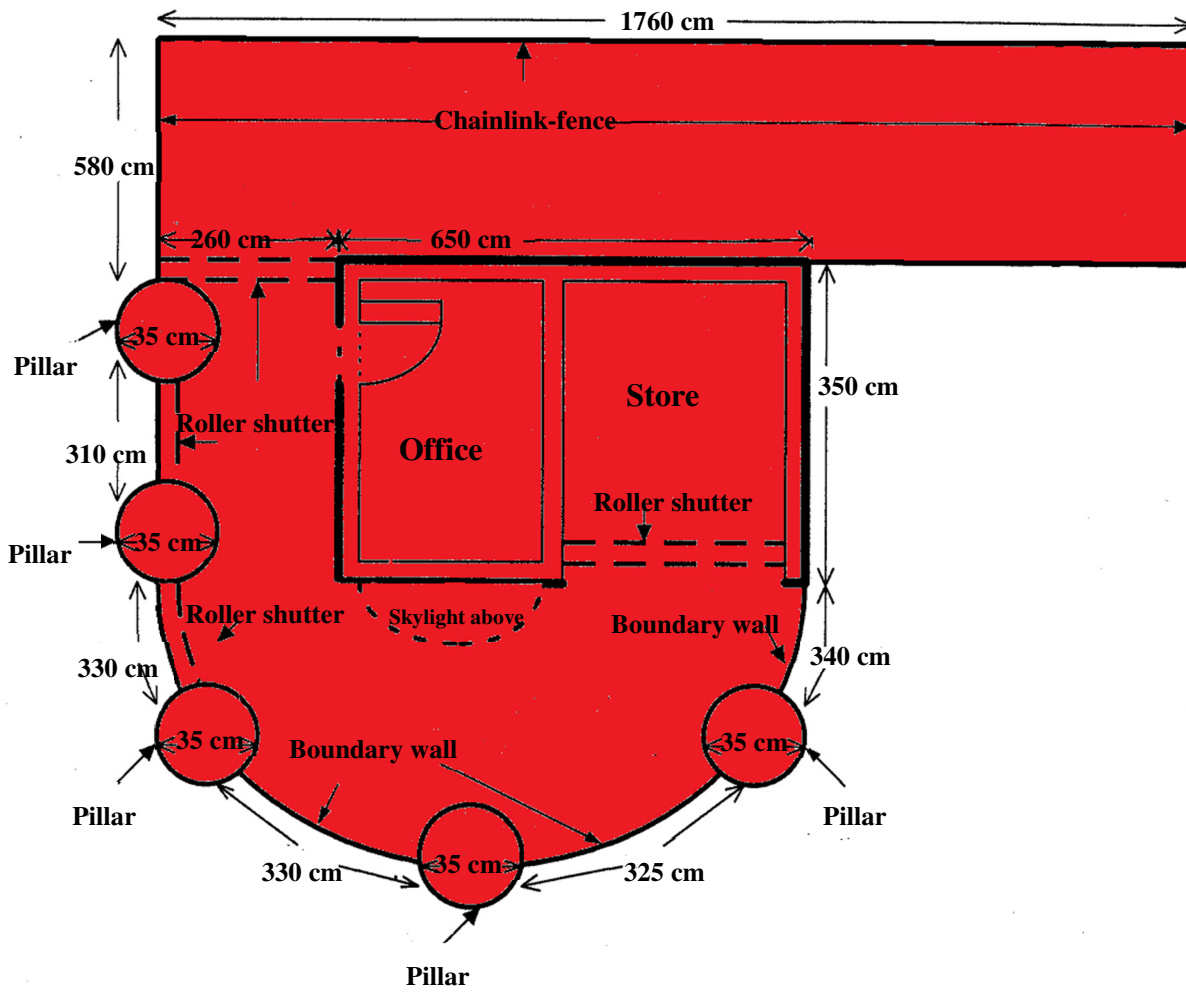 1760 cm
Chainlink-fence
580 cm
260 cm
650 cm
35 cm
Pillar
350 cm
Store
Roller shutter
Office
310 cm
Roller shutter
35 cm
Pillar
Roller shutter
Skylight above
Boundary wall
330 cm
340 cm
35 cm
Boundary wall
35 cm
Pillar
Pillar
330 cm
35 cm
325 cm
Pillar